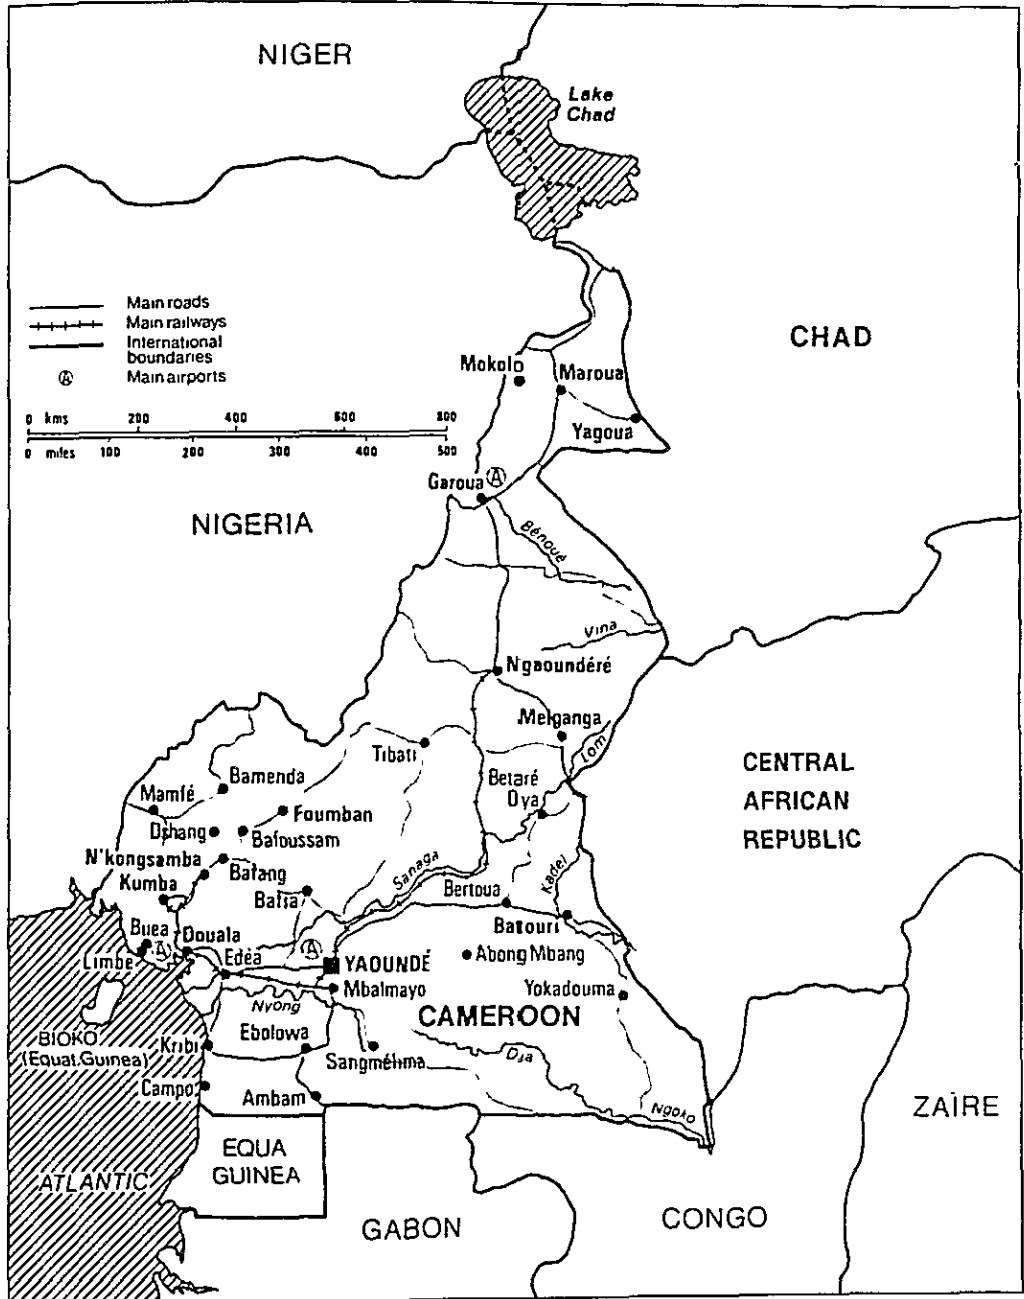 NIGER
Lake
Chad
Main roads
Main railways
International
boundaries
Ⓐ Main airports
CHAD
Mokolo
Maroua
Yagoua
0 kms 200 400 600 800
0 miles 100 200 300 400 500
Garoua Ⓐ
NIGERIA
Bénoué
Vina
N'gaoundéré
Meiganga
Lom
Tibati
Betaré
Oya
CENTRAL
AFRICAN
REPUBLIC
Bamenda
Mamfé
Foumban
Dshang
Bafoussam
N'kongsamba
Bafang
Kumba
Sanaga
Kadei
Bertoua
Bafia
Batouri
Buea
Douala
Ⓐ
Ⓐ
Limbe
Edéa
YAOUNDÉ
Abong Mbang
Mbalmayo
Yokadouma
Nyong
CAMEROON
BIOKO
(Equat.Guinea)
Kribi
Ebolowa
Sangmélima
Dja
Campo
Ambam
Ngoko
ZAÏRE
EQUA
GUINEA
ATLANTIC
GABON
CONGO